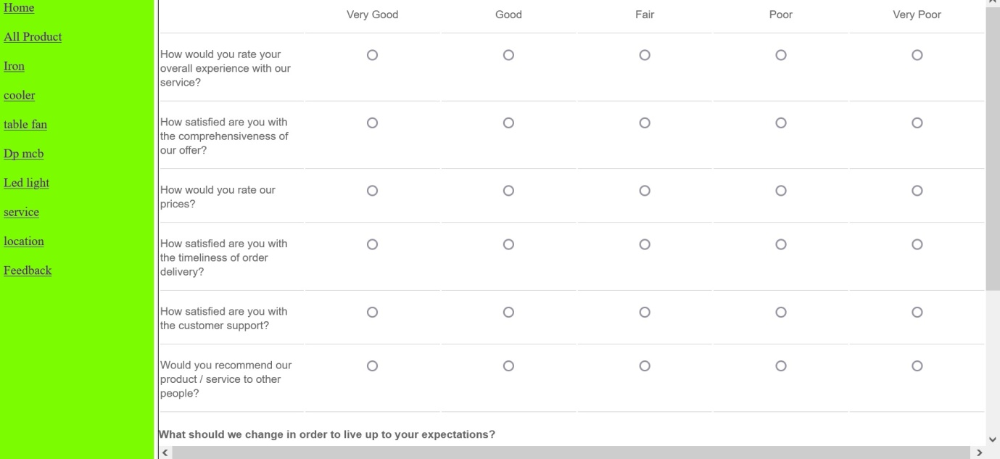 Home
All Product
Iron
cooler
table fan
Dp mcb
Led light
service
location
Feedback
Very Good Good Fair Poor Very Poor
How would you rate your
overall experience with our
service?
How satisfied are you with
the comprehensiveness of
our offer?
How would you rate our
prices?
How satisfied are you with
the timeliness of order
delivery?
How satisfied are you with
the customer support?
Would you recommend our
product / service to other
people?
What should we change in order to live up to your expectations?